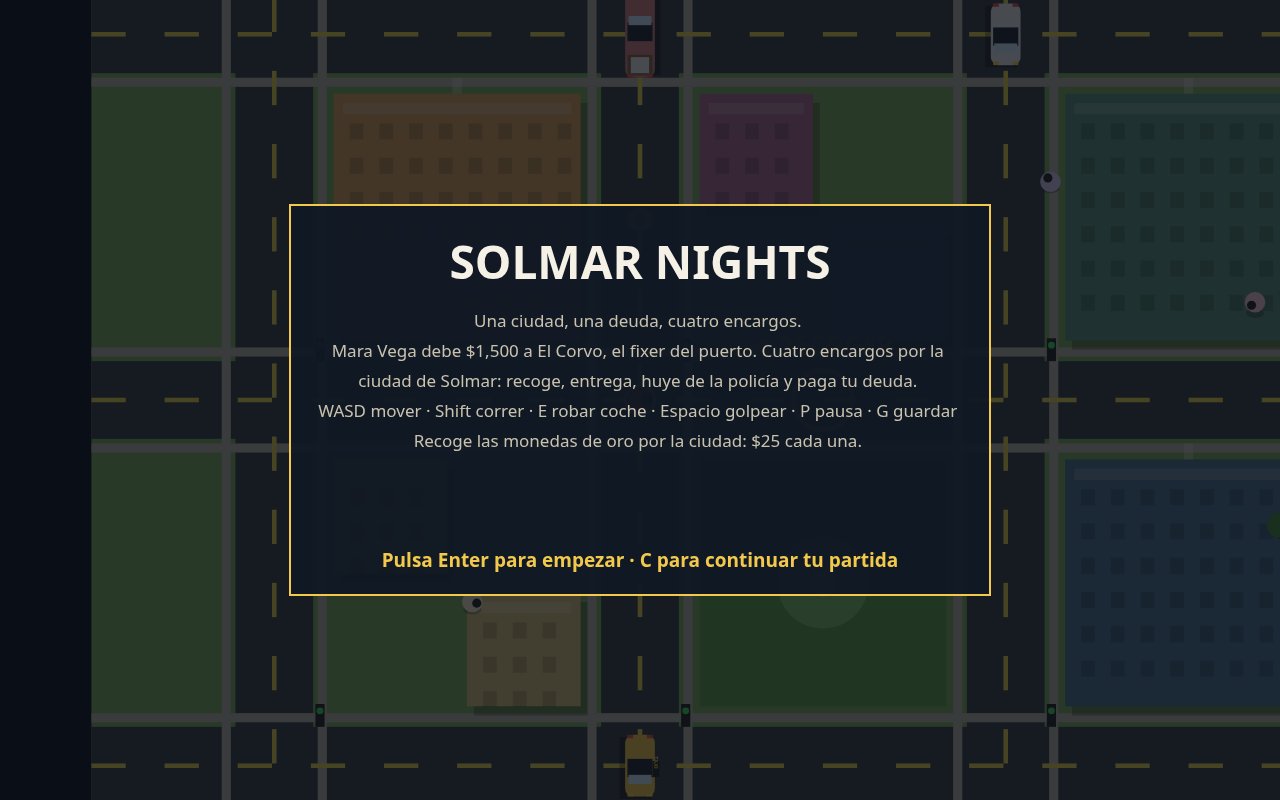 SOLMAR NIGHTS
Una ciudad, una deuda, cuatro encargos.
Mara Vega debe $1,500 a El Corvo, el fixer del puerto. Cuatro encargos por la
ciudad de Solmar: recoge, entrega, huye de la policía y paga tu deuda.
WASD mover · Shift correr · E robar coche · Espacio golpear · P pausa · G guardar
Recoge las monedas de oro por la ciudad: $25 cada una.
Pulsa Enter para empezar · C para continuar tu partida